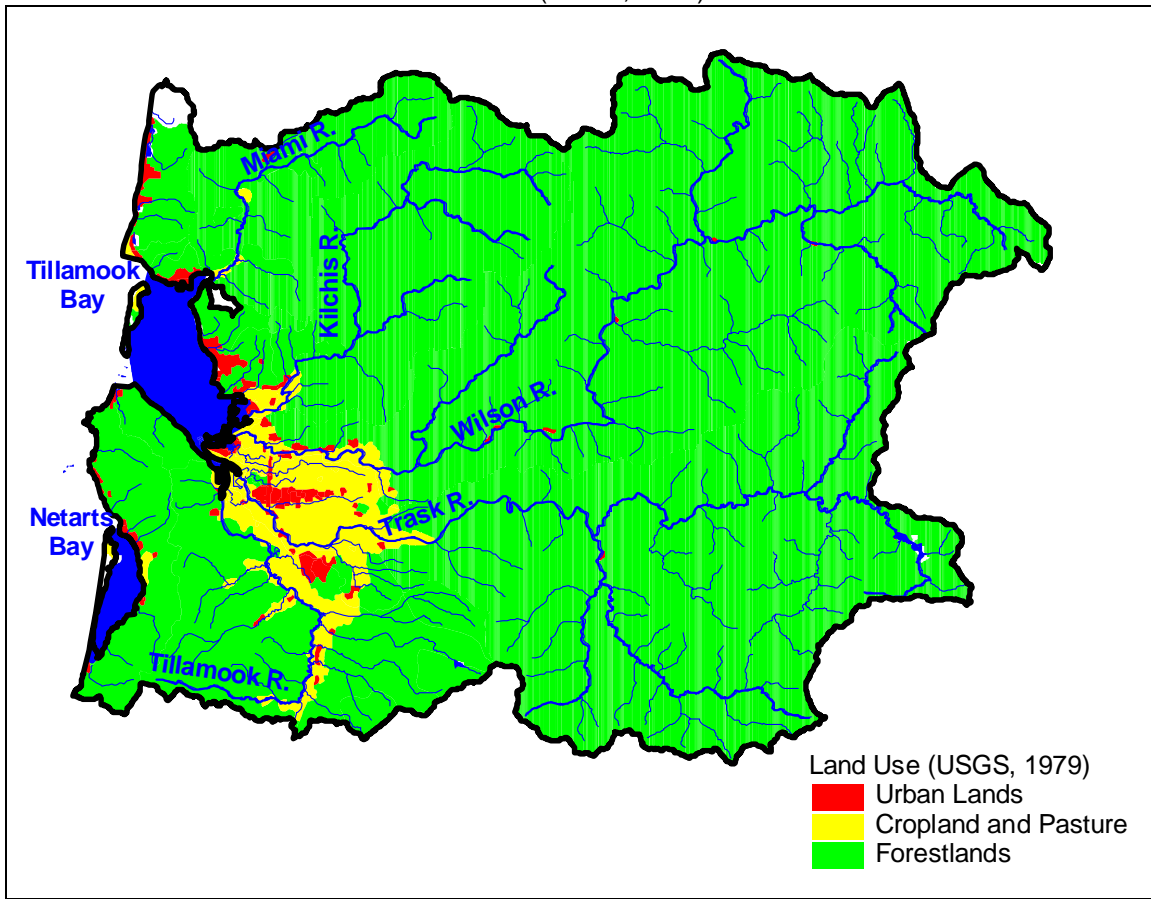 Miami R.
Kilchis R.
Tillamook
Bay
Wilson R.
Trask R.
Netarts
Bay
Tillamook R.
Land Use (USGS, 1979)
Urban Lands
Cropland and Pasture
Forestlands